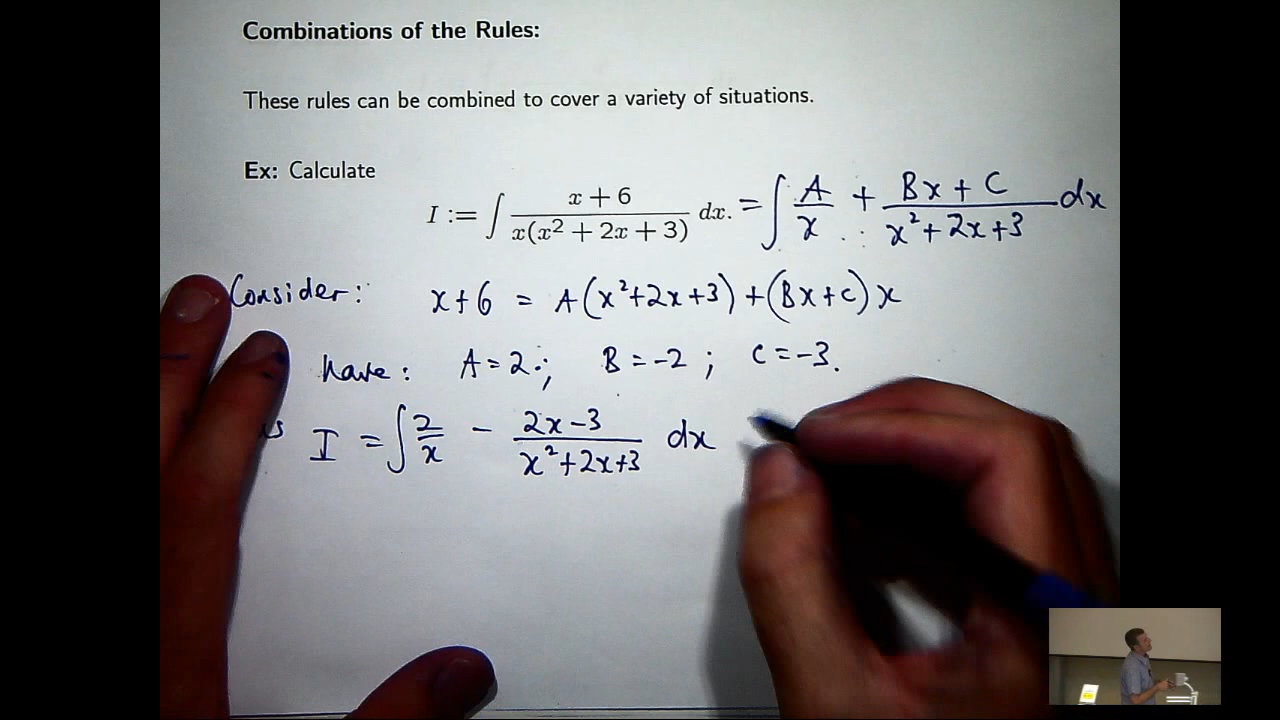 Combinations of the Rules:
These rules can be combined to cover a variety of situations.
Ex: Calculate
I := ∫ x + 6 / x(x² + 2x + 3) dx. = ∫ A/x + Bx + C / x² + 2x + 3 dx
Consider: x + 6 = A(x² + 2x + 3) + (Bx + C)x
have: A = 2; B = -2; C = -3.
I = ∫ 2/x - 2x - 3 / x² + 2x + 3 dx